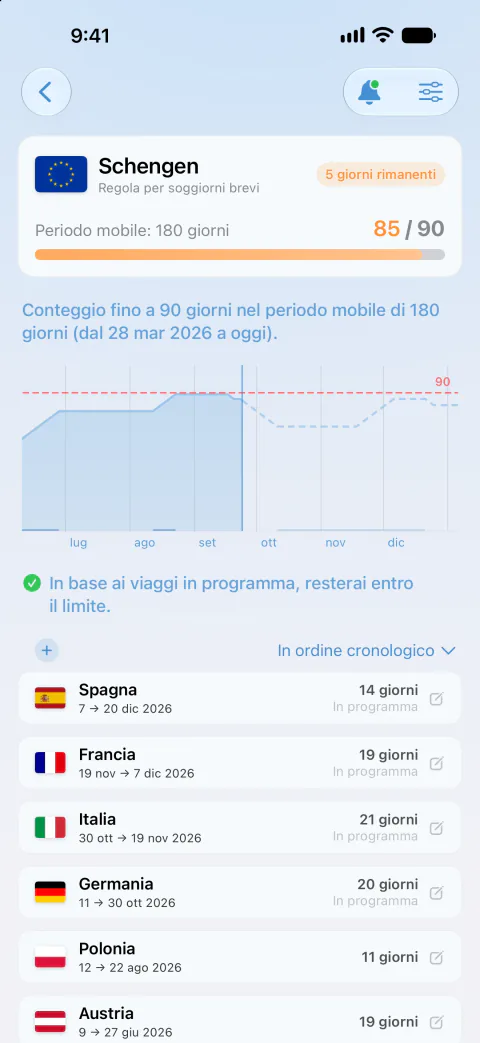 9:41
Schengen
Regola per soggiorni brevi
5 giorni rimanenti
Periodo mobile: 180 giorni
85 / 90
Conteggio fino a 90 giorni nel periodo mobile di 180
giorni (dal 28 mar 2026 a oggi).
90
lug ago set ott nov dic
In base ai viaggi in programma, resterai entro
il limite.
+
In ordine cronologico
Spagna
14 giorni
7 → 20 dic 2026
In programma
Francia
19 giorni
19 nov → 7 dic 2026
In programma
Italia
21 giorni
30 ott → 19 nov 2026
In programma
Germania
20 giorni
11 → 30 ott 2026
In programma
Polonia
11 giorni
12 → 22 ago 2026
Austria
19 giorni
9 → 27 giu 2026